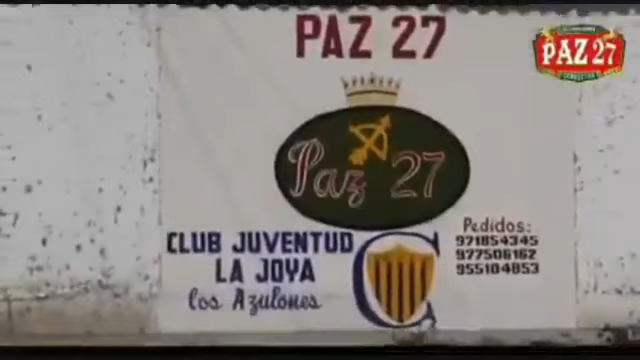 PAZ 27
PAZ 27
Paz 27
CLUB JUVENTUD
LA JOYA
los Azulones
C
Pedidos:
971854345
977506162
955104853